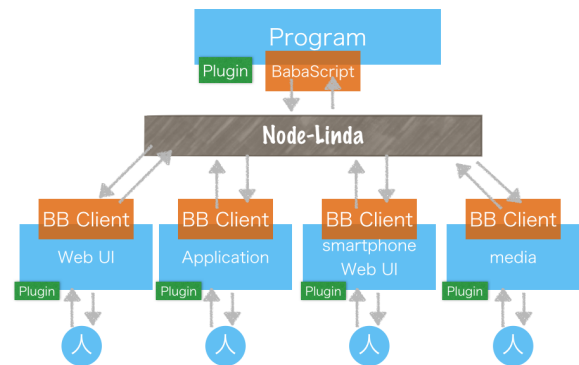 Program
Plugin
BabaScript
Node-Linda
BB Client
BB Client
BB Client
BB Client
Web UI
Application
smartphone
Web UI
media
Plugin
Plugin
Plugin
Plugin
人
人
人
人